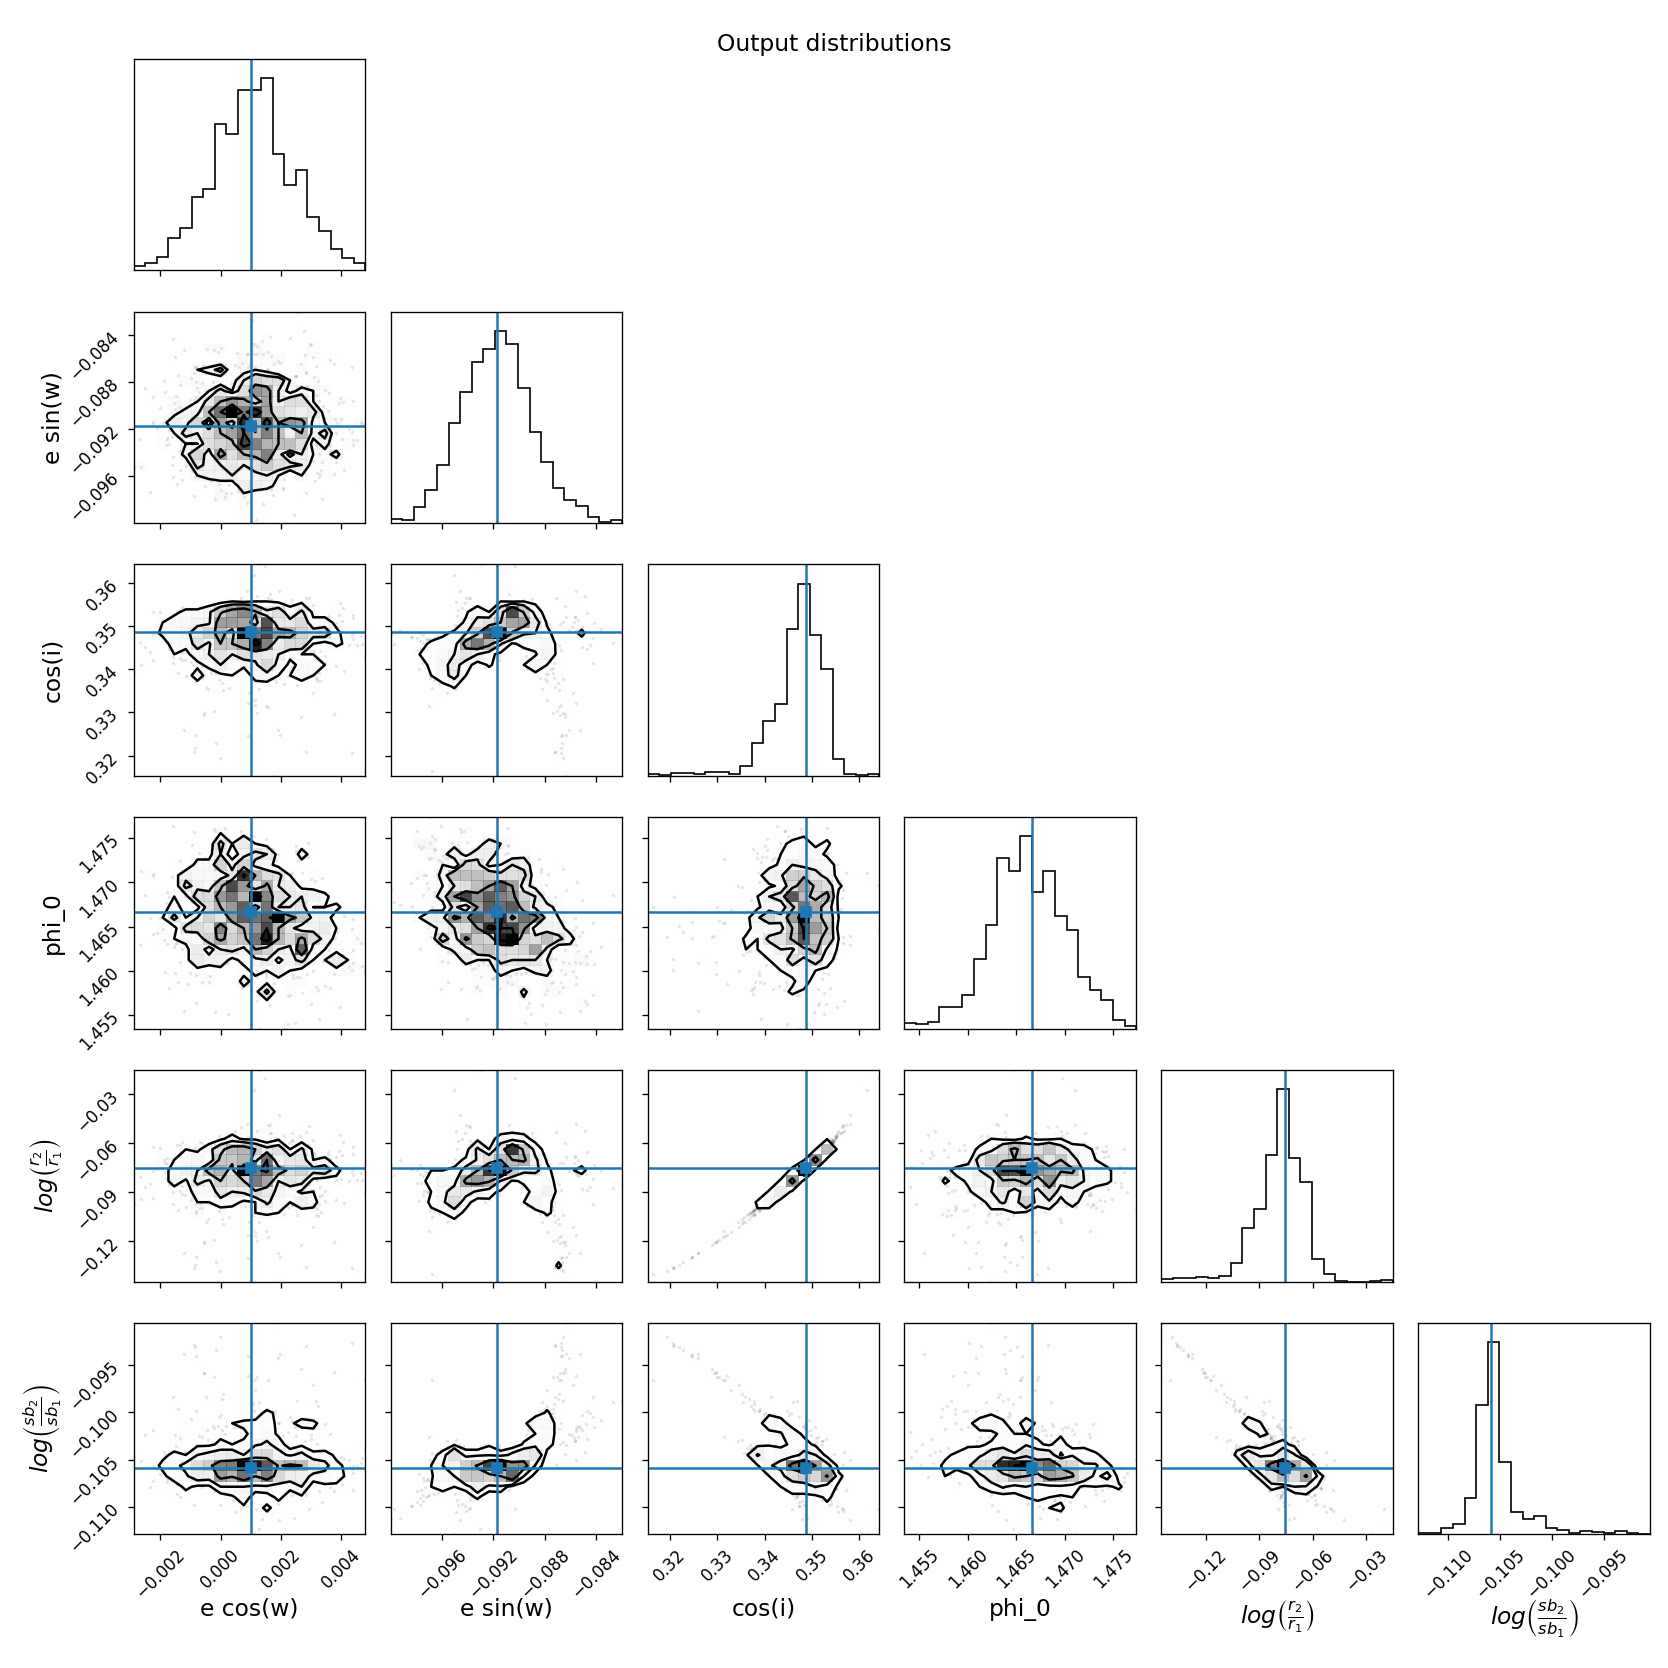 Output distributions
e sin(w)
−0.084
−0.088
−0.092
−0.096
cos(i)
0.36
0.35
0.34
0.33
0.32
phi_0
1.475
1.470
1.465
1.460
1.455
log(r₂/r₁)
−0.03
−0.06
−0.09
−0.12
log(sb₂/sb₁)
−0.095
−0.100
−0.105
−0.110
−0.002 0.000 0.002 0.004 −0.096 −0.092 −0.088 −0.084 0.32 0.33 0.34 0.35 0.36 1.455 1.460 1.465 1.470 1.475 −0.12 −0.09 −0.06 −0.03 −0.110 −0.105 −0.100 −0.095
e cos(w) e sin(w) cos(i) phi_0 log(r₂/r₁) log(sb₂/sb₁)